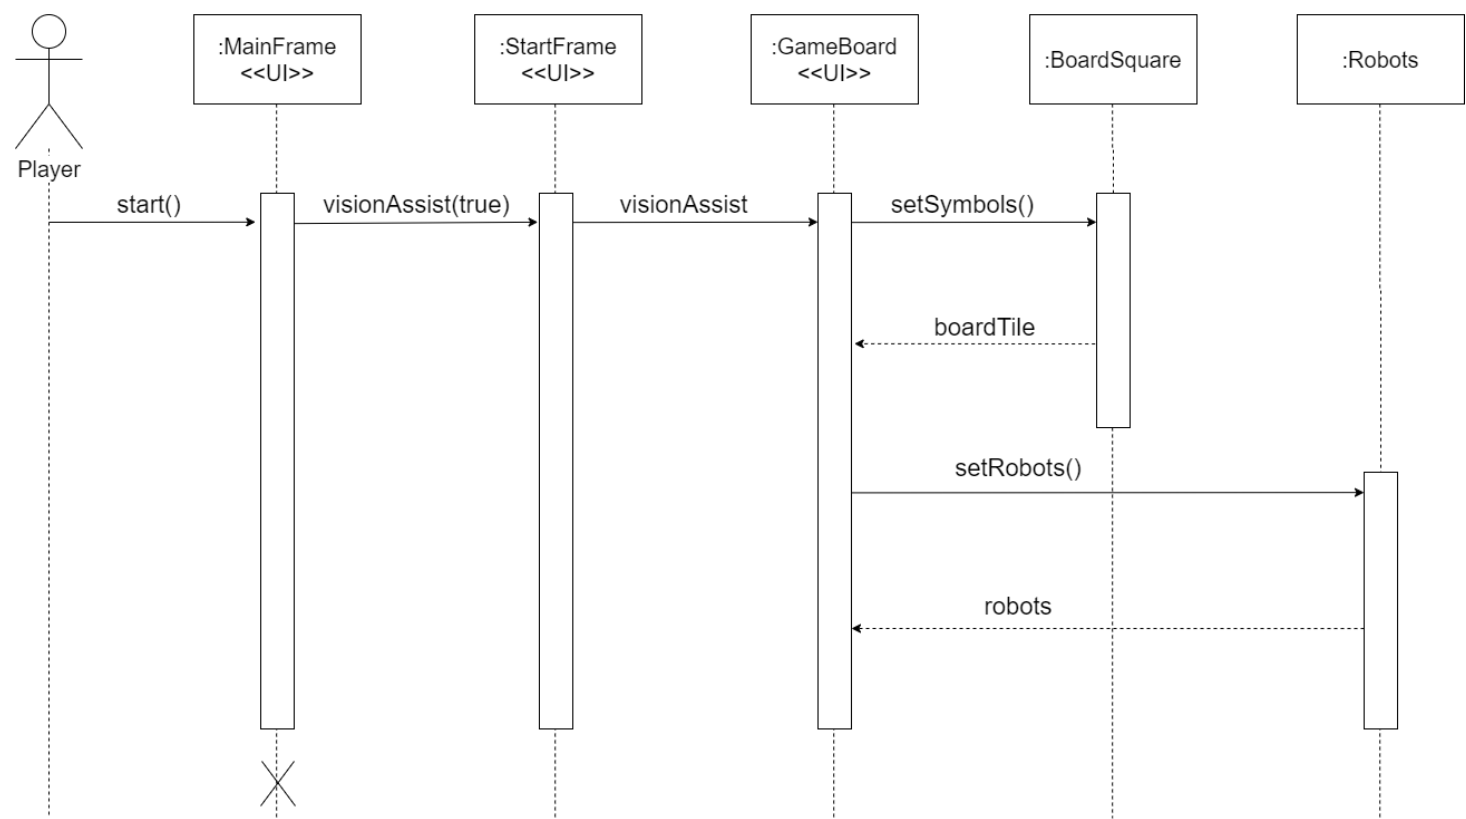 :MainFrame
<<UI>>
:StartFrame
<<UI>>
:GameBoard
<<UI>>
:BoardSquare
:Robots
Player
start()
visionAssist(true)
visionAssist
setSymbols()
boardTile
setRobots()
robots